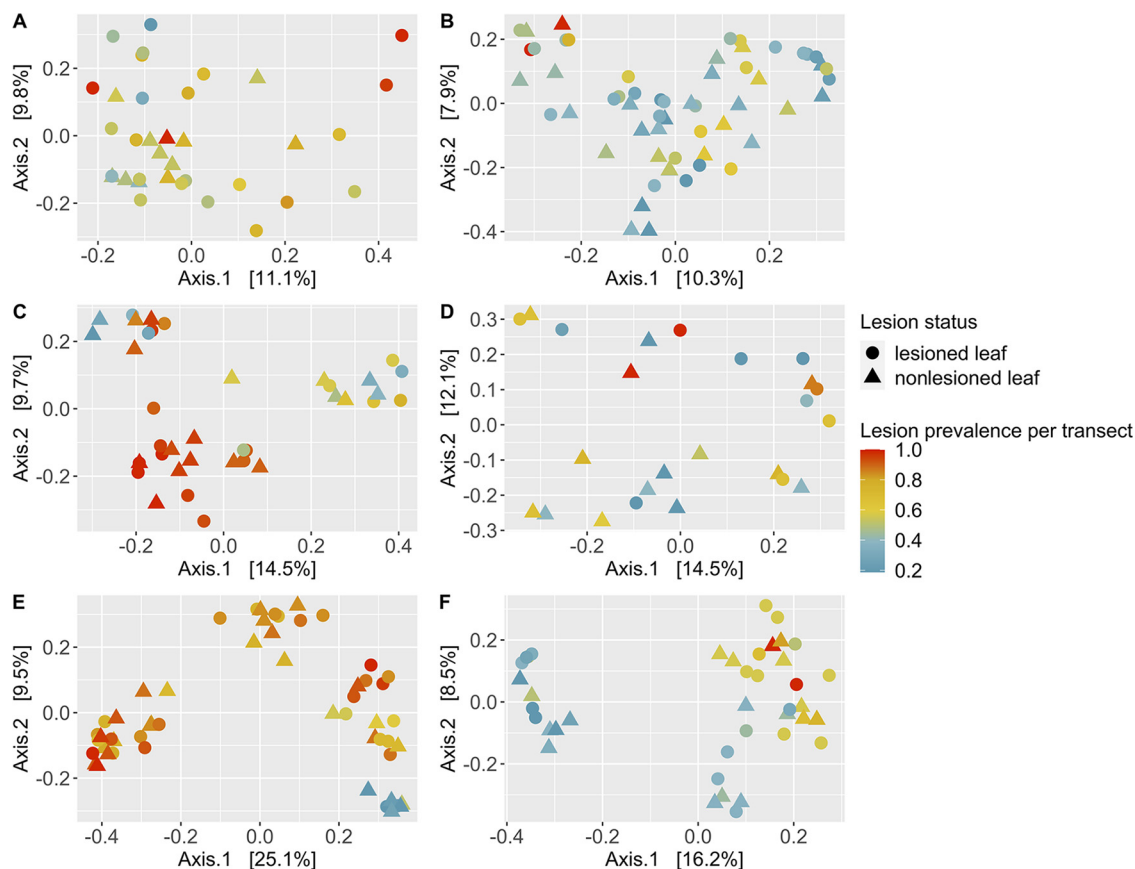 A
B
0.2
0.0
-0.2
Axis.2 [9.8%]
-0.2
0.0
0.2
0.4
Axis.1 [11.1%]
0.2
0.0
-0.2
-0.4
Axis.2 [7.9%]
-0.2
0.0
0.2
Axis.1 [10.3%]
C
D
0.2
0.0
-0.2
Axis.2 [9.7%]
-0.2
0.0
0.2
0.4
Axis.1 [14.5%]
0.3
0.2
0.1
0.0
-0.1
-0.2
-0.3
Axis.2 [12.1%]
-0.2
0.0
0.2
Axis.1 [14.5%]
E
F
0.2
0.0
-0.2
Axis.2 [9.5%]
-0.4
-0.2
0.0
0.2
Axis.1 [25.1%]
0.2
0.0
-0.2
Axis.2 [8.5%]
-0.4
-0.2
0.0
0.2
Axis.1 [16.2%]
Lesion status
lesioned leaf
nonlesioned leaf
Lesion prevalence per transect
1.0
0.8
0.6
0.4
0.2